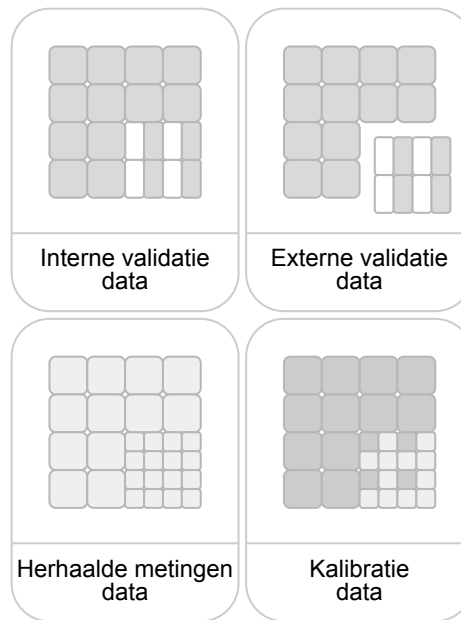 Interne validatie
data
Externe validatie
data
Herhaalde metingen
data
Kalibratie
data